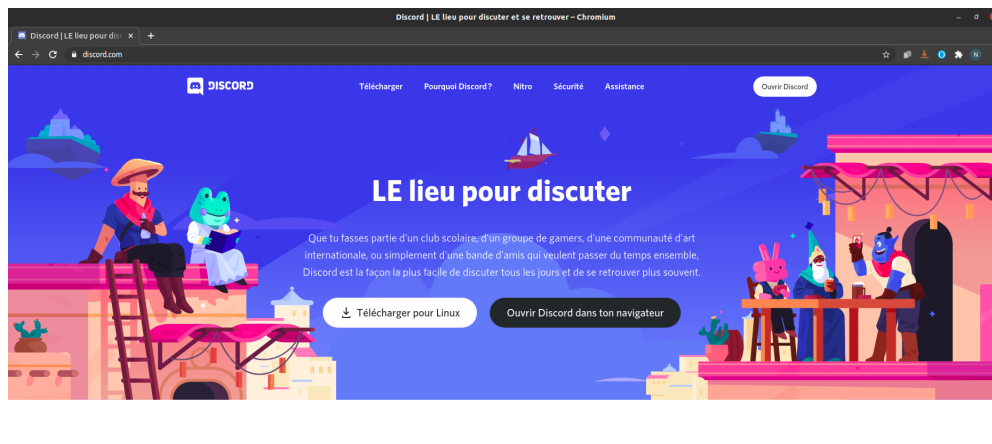 Discord | LE lieu pour discuter et se retrouver – Chromium
Discord | LE lieu pour disc
discord.com
N
DISCORD
Télécharger
Pourquoi Discord ?
Nitro
Sécurité
Assistance
Ouvrir Discord
LE lieu pour discuter
Que tu fasses partie d'un club scolaire, d'un groupe de gamers, d'une communauté d'art
internationale, ou simplement d'une bande d'amis qui veulent passer du temps ensemble,
Discord est la façon la plus facile de discuter tous les jours et de se retrouver plus souvent.
Télécharger pour Linux
Ouvrir Discord dans ton navigateur